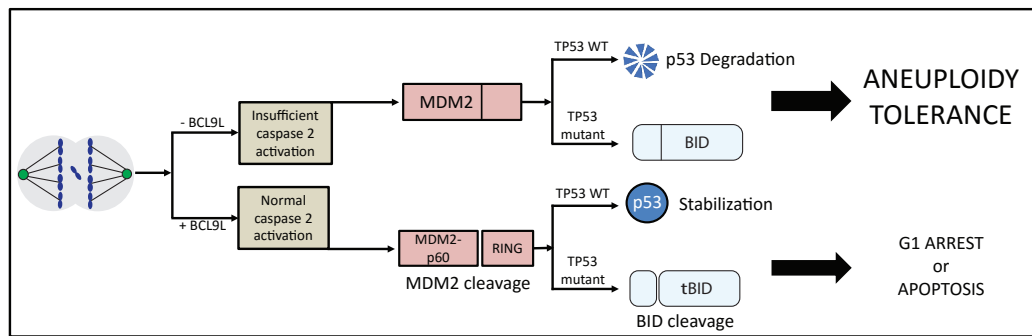 - BCL9L
Insufficient
caspase 2
activation
MDM2
TP53 WT
p53 Degradation
TP53
mutant
BID
ANEUPLOIDY
TOLERANCE
+ BCL9L
Normal
caspase 2
activation
MDM2-
p60
RING
MDM2 cleavage
TP53 WT
p53
Stabilization
TP53
mutant
tBID
BID cleavage
G1 ARREST
or
APOPTOSIS